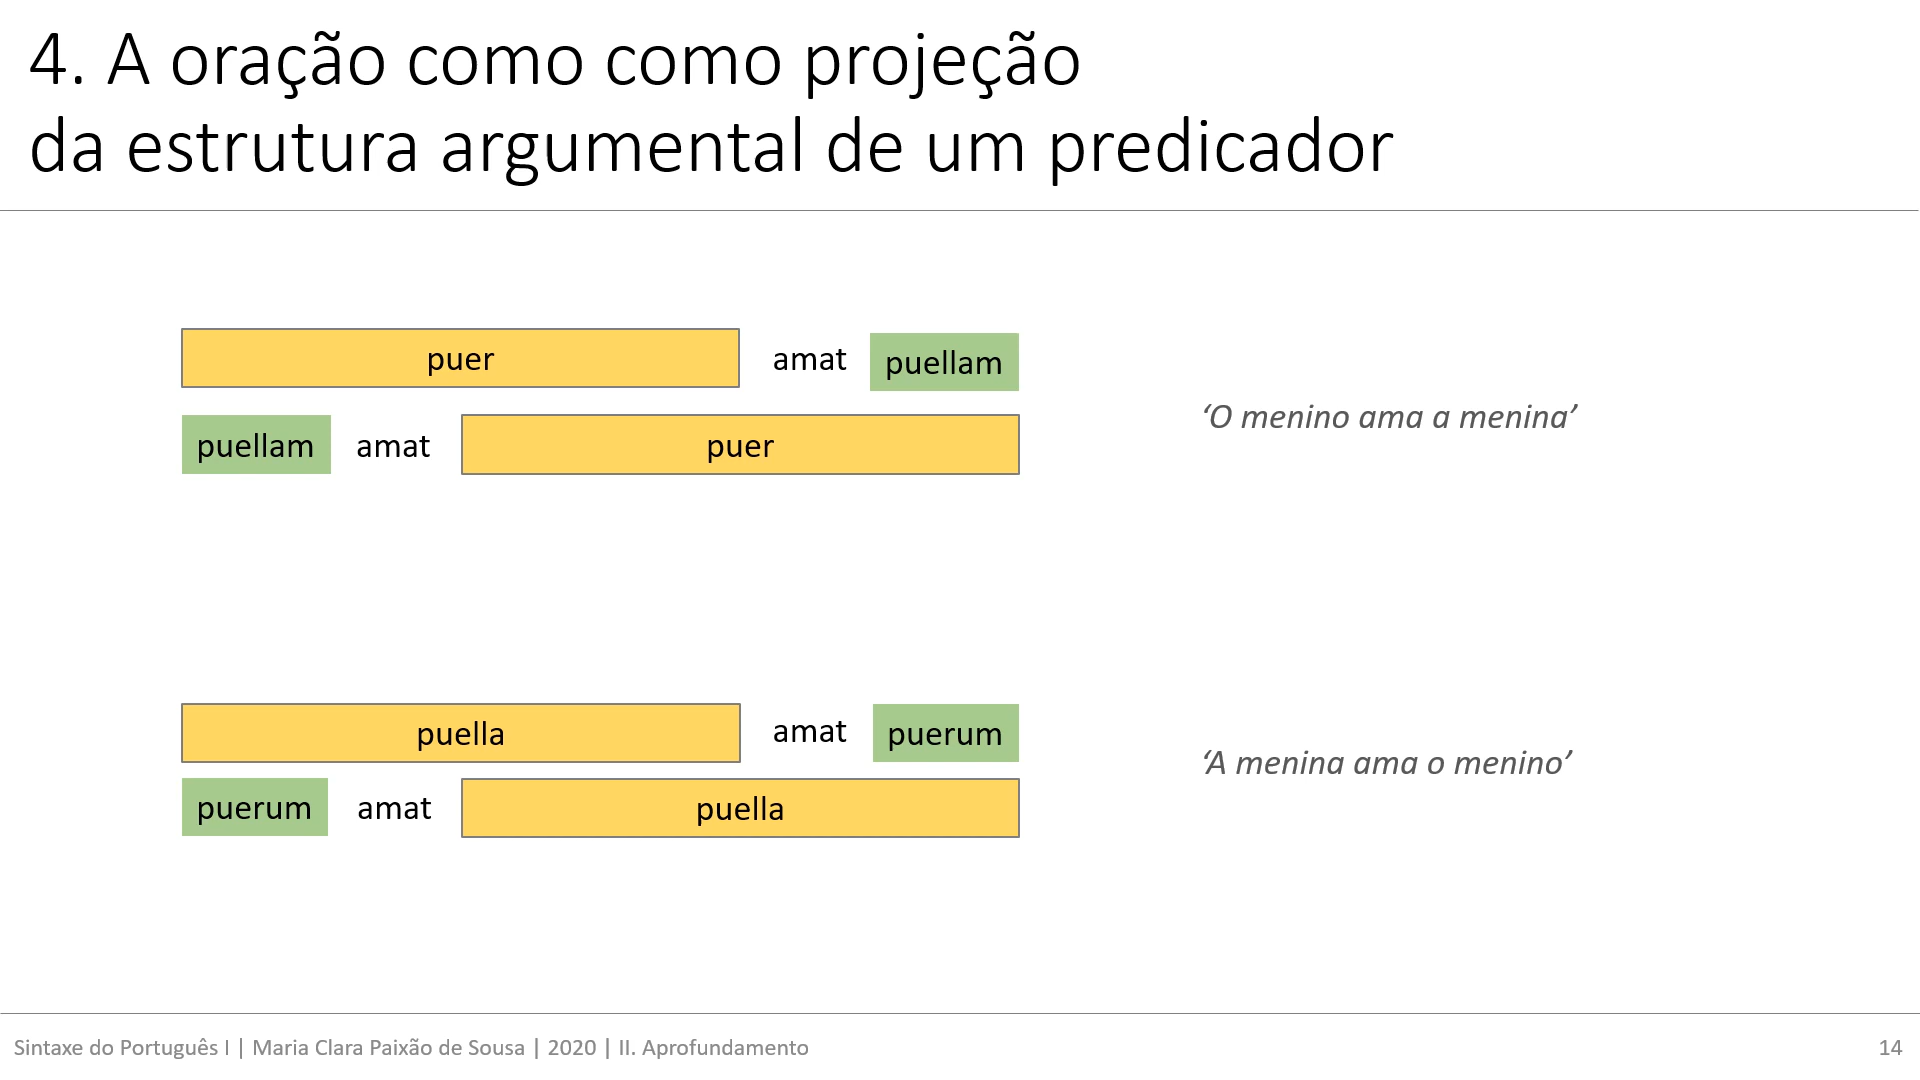 4. A oração como como projeção
da estrutura argumental de um predicador
puer amat puellam
puellam amat puer
‘O menino ama a menina’
puella amat puerum
puerum amat puella
‘A menina ama o menino’
Sintaxe do Português I | Maria Clara Paixão de Sousa | 2020 | II. Aprofundamento 14